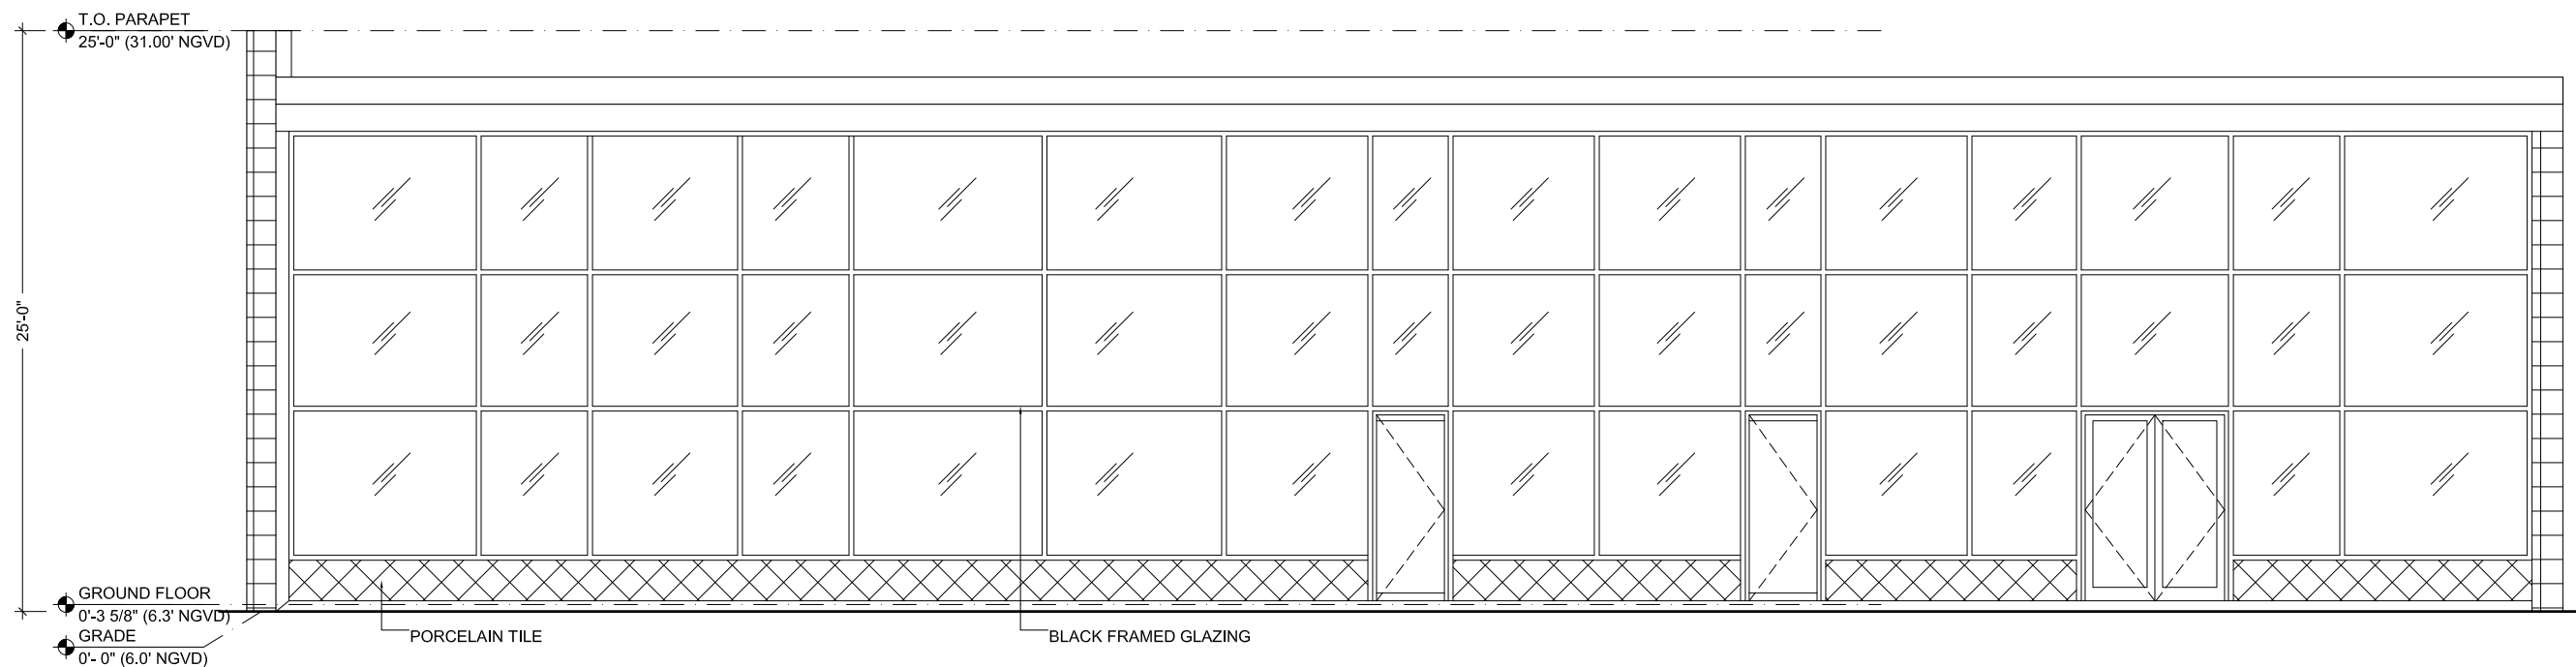 T.O. PARAPET
25'-0" (31.00' NGVD)
25'-0"
GROUND FLOOR
0'-3 5/8" (6.3' NGVD)
GRADE
0'- 0" (6.0' NGVD)
PORCELAIN TILE
BLACK FRAMED GLAZING